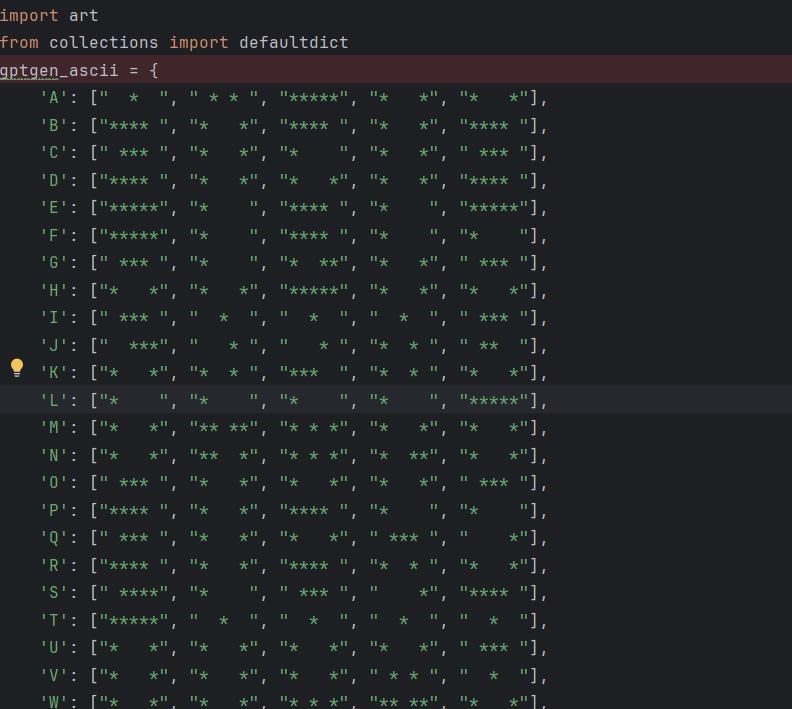 import art
from collections import defaultdict
gptgen_ascii = {
    'A': ["  *  ", " * * ", "*****", "*   *", "*   *"],
    'B': ["**** ", "*   *", "**** ", "*   *", "**** "],
    'C': [" *** ", "*   *", "*    ", "*   *", " *** "],
    'D': ["**** ", "*   *", "*   *", "*   *", "**** "],
    'E': ["*****", "*    ", "**** ", "*    ", "*****"],
    'F': ["*****", "*    ", "**** ", "*    ", "*    "],
    'G': [" *** ", "*    ", "*  **", "*   *", " *** "],
    'H': ["*   *", "*   *", "*****", "*   *", "*   *"],
    'I': [" *** ", "  *  ", "  *  ", "  *  ", " *** "],
    'J': ["  ***", "   * ", "   * ", "*  * ", " **  "],
    'K': ["*   *", "*  * ", "***  ", "*  * ", "*   *"],
    'L': ["*    ", "*    ", "*    ", "*    ", "*****"],
    'M': ["*   *", "** **", "* * *", "*   *", "*   *"],
    'N': ["*   *", "**  *", "* * *", "*  **", "*   *"],
    'O': [" *** ", "*   *", "*   *", "*   *", " *** "],
    'P': ["**** ", "*   *", "**** ", "*    ", "*    "],
    'Q': [" *** ", "*   *", "*   *", " *** ", "    *"],
    'R': ["**** ", "*   *", "**** ", "*  * ", "*   *"],
    'S': [" ****", "*    ", " *** ", "    *", "**** "],
    'T': ["*****", "  *  ", "  *  ", "  *  ", "  *  "],
    'U': ["*   *", "*   *", "*   *", "*   *", " *** "],
    'V': ["*   *", "*   *", "*   *", " * * ", "  *  "],
    'W': ["*   *", "*   *", "* * *", "** **", "*   *"],